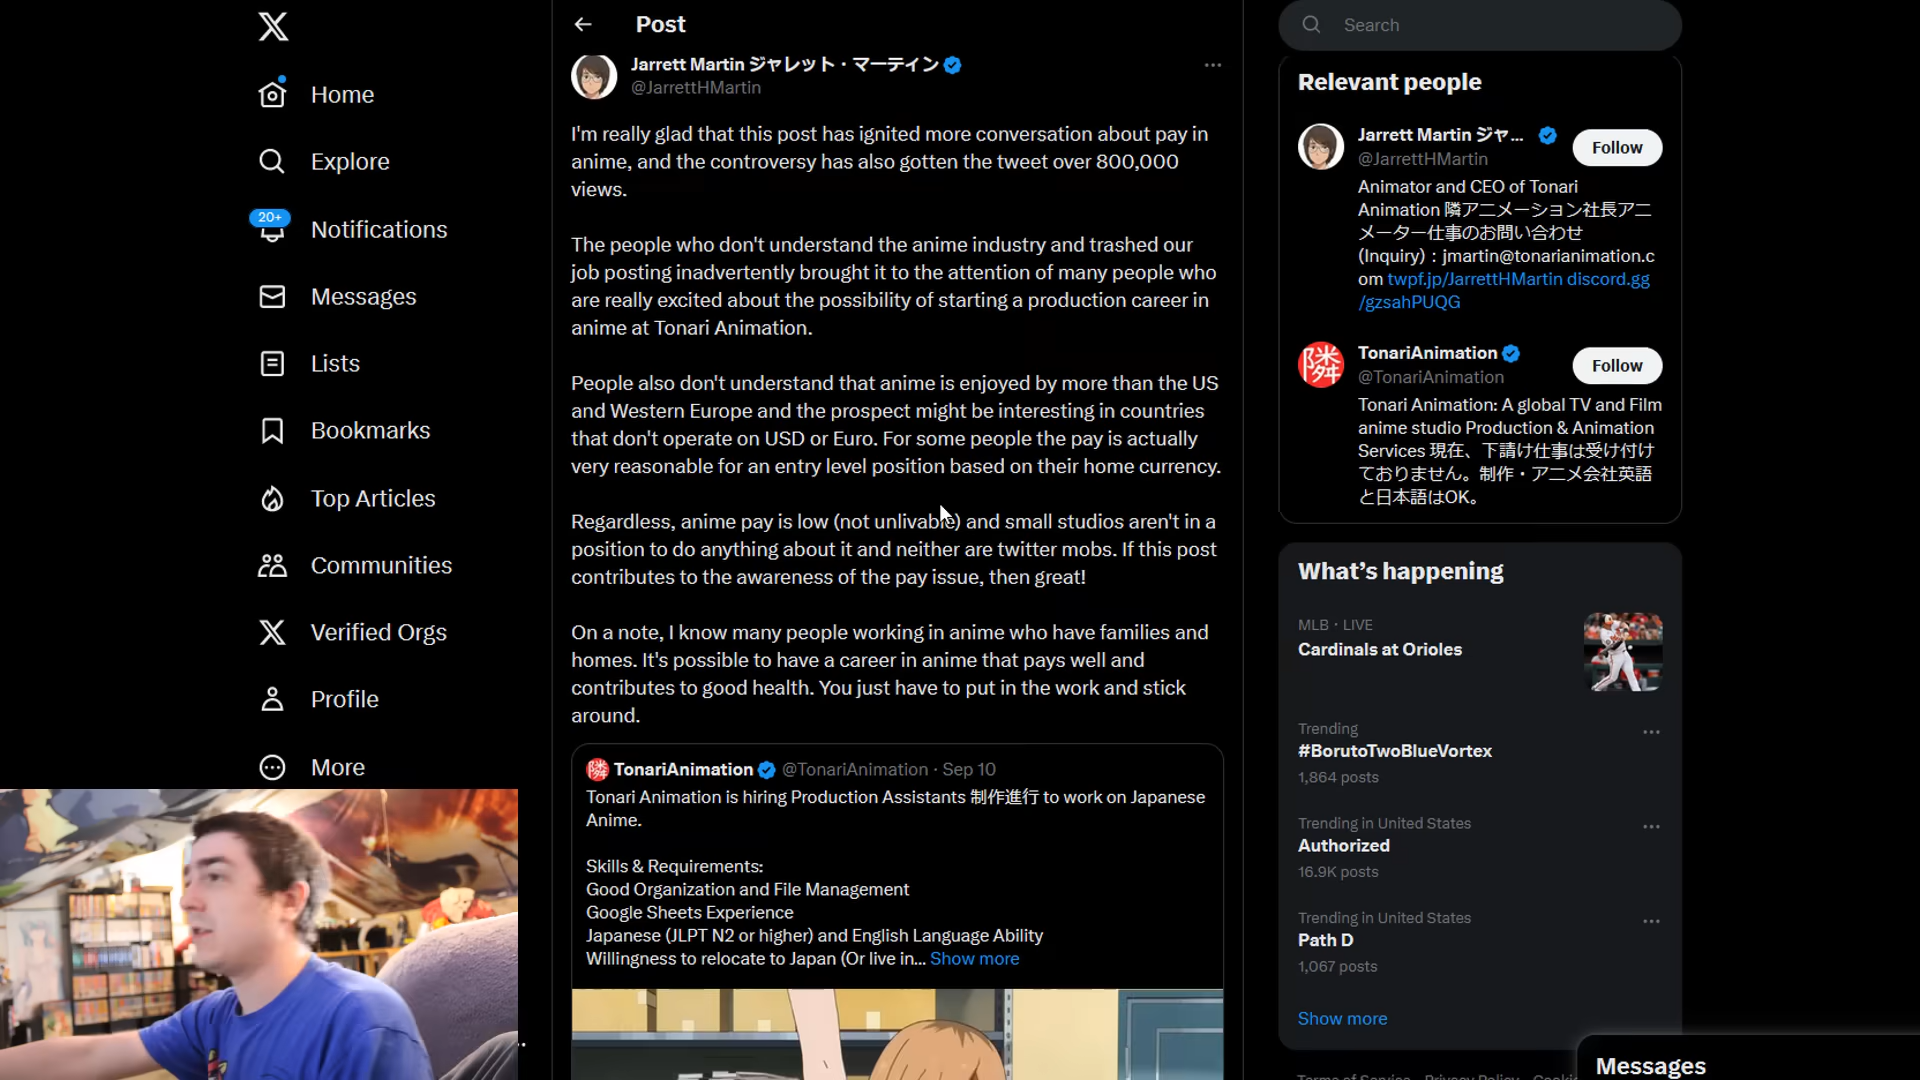 Home
Explore
20+
Notifications
Messages
Lists
Bookmarks
Top Articles
Communities
Verified Orgs
Profile
More
Post
Jarrett Martin ジャレット・マーテイン
@JarrettHMartin
I'm really glad that this post has ignited more conversation about pay in
anime, and the controversy has also gotten the tweet over 800,000
views.
The people who don't understand the anime industry and trashed our
job posting inadvertently brought it to the attention of many people who
are really excited about the possibility of starting a production career in
anime at Tonari Animation.
People also don't understand that anime is enjoyed by more than the US
and Western Europe and the prospect might be interesting in countries
that don't operate on USD or Euro. For some people the pay is actually
very reasonable for an entry level position based on their home currency.
Regardless, anime pay is low (not unlivable) and small studios aren't in a
position to do anything about it and neither are twitter mobs. If this post
contributes to the awareness of the pay issue, then great!
On a note, I know many people working in anime who have families and
homes. It's possible to have a career in anime that pays well and
contributes to good health. You just have to put in the work and stick
around.
隣 TonariAnimation @TonariAnimation · Sep 10
Tonari Animation is hiring Production Assistants 制作進行 to work on Japanese
Anime.
Skills & Requirements:
Good Organization and File Management
Google Sheets Experience
Japanese (JLPT N2 or higher) and English Language Ability
Willingness to relocate to Japan (Or live in... Show more
Search
Relevant people
Jarrett Martin ジャ...
Follow
@JarrettHMartin
Animator and CEO of Tonari
Animation 隣アニメーション社長アニ
メーター仕事のお問い合わせ
(Inquiry)：jmartin@tonarianimation.c
om twpf.jp/JarrettHMartin discord.gg
/gzsahPUQG
隣
TonariAnimation
Follow
@TonariAnimation
Tonari Animation: A global TV and Film
anime studio Production & Animation
Services 現在、下請け仕事は受け付け
ておりません。制作・アニメ会社英語
と日本語はOK。
What's happening
MLB · LIVE
Cardinals at Orioles
Trending
#BorutoTwoBlueVortex
1,864 posts
Trending in United States
Authorized
16.9K posts
Trending in United States
Path D
1,067 posts
Show more
Messages